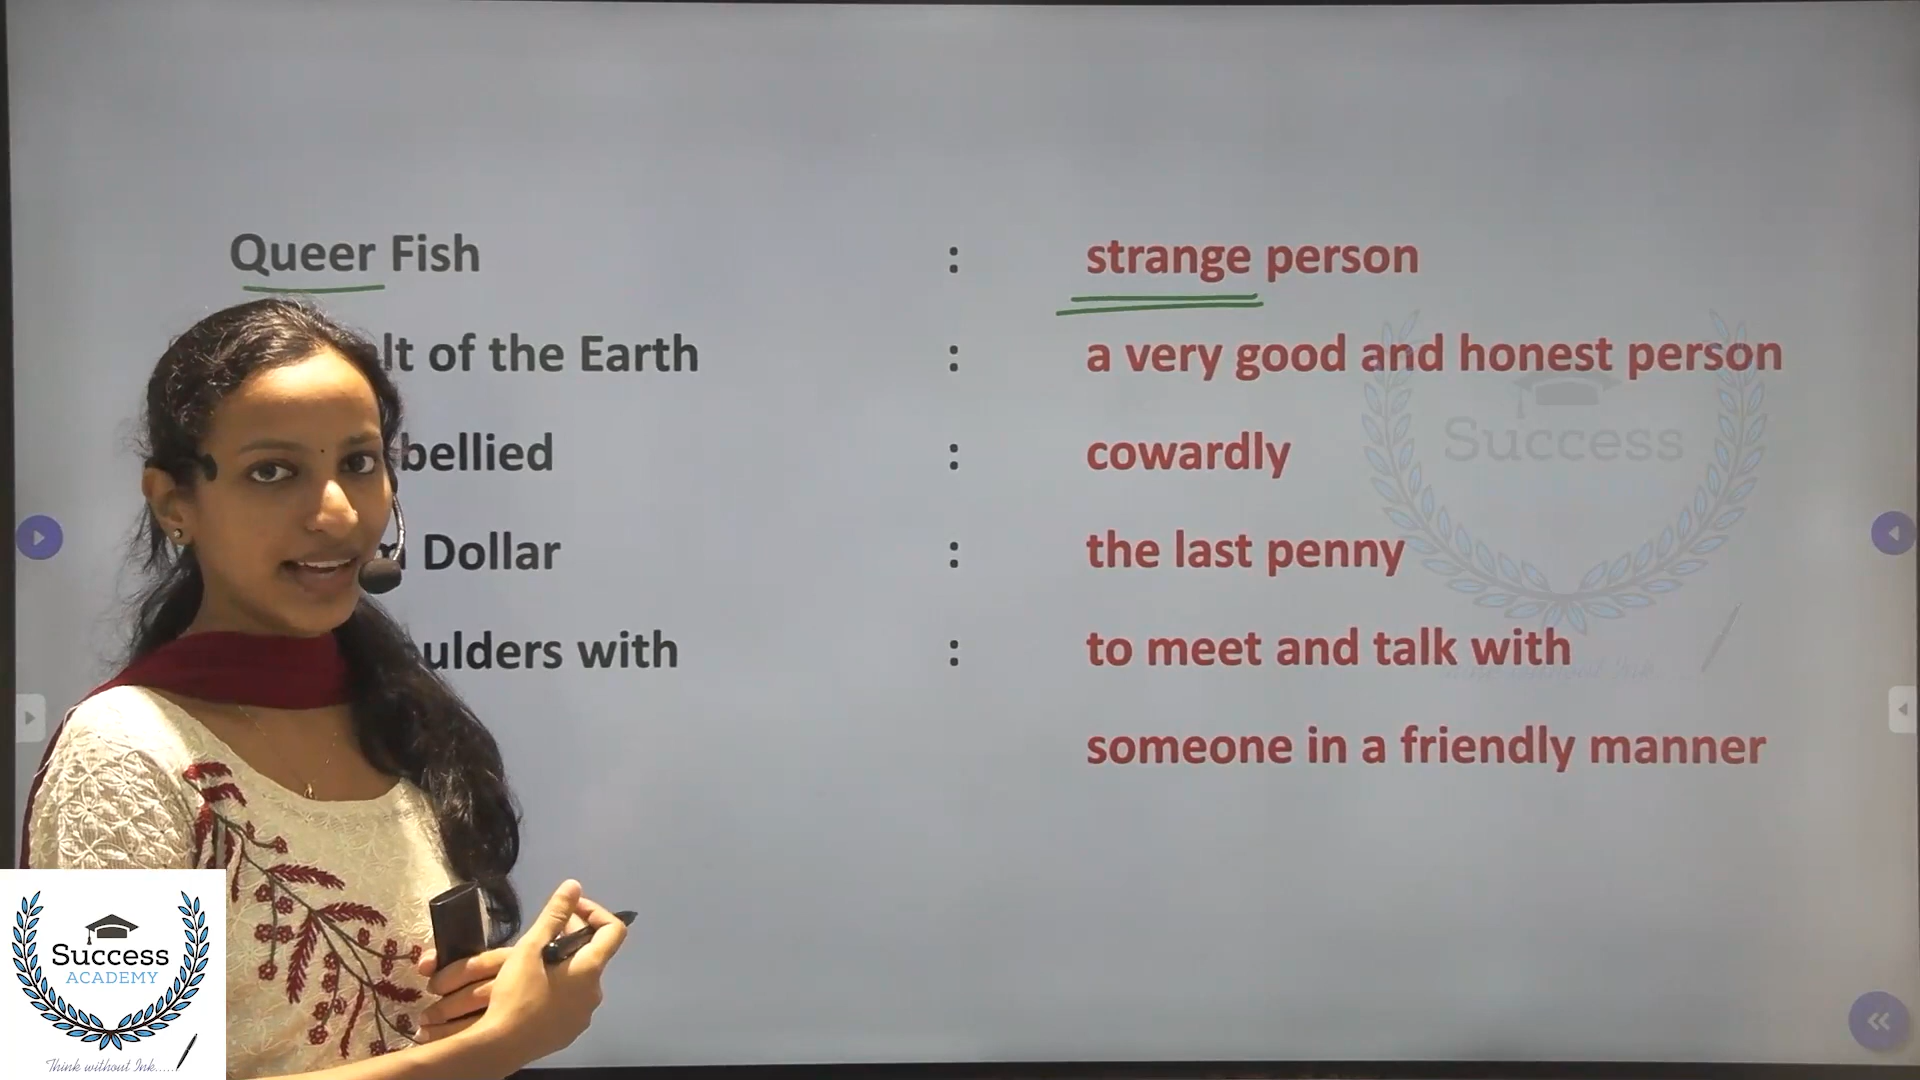 Queer Fish : strange person
lt of the Earth : a very good and honest person
bellied : cowardly
Dollar : the last penny
ulders with : to meet and talk with
someone in a friendly manner
Success
Success
ACADEMY
Think without Ink.....